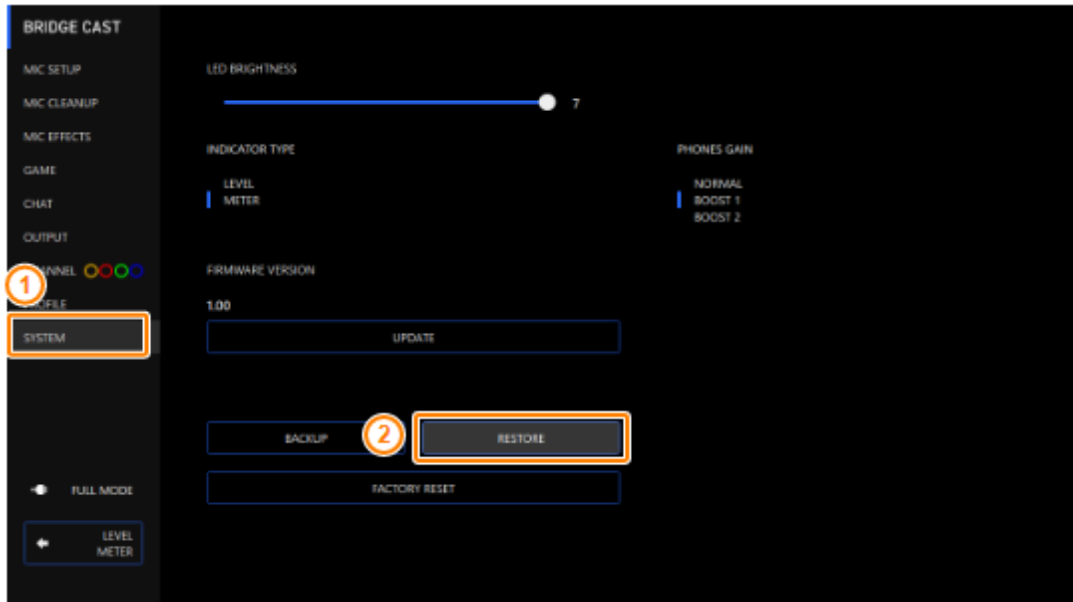 BRIDGE CAST
MIC SETUP
MIC CLEANUP
MIC EFFECTS
GAME
CHAT
OUTPUT
1
SYSTEM
LED BRIGHTNESS
7
INDICATOR TYPE
LEVEL
METER
PHONES GAIN
NORMAL
BOOST 1
BOOST 2
FIRMWARE VERSION
1.00
UPDATE
BACKUP
2
RESTORE
FACTORY RESET
FULL MODE
LEVEL
METER